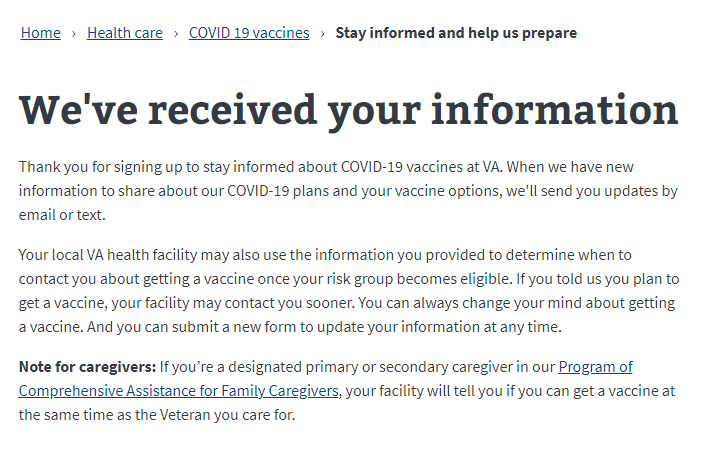 Home › Health care › COVID 19 vaccines › Stay informed and help us prepare
We've received your information
Thank you for signing up to stay informed about COVID-19 vaccines at VA. When we have new
information to share about our COVID-19 plans and your vaccine options, we'll send you updates by
email or text.
Your local VA health facility may also use the information you provided to determine when to
contact you about getting a vaccine once your risk group becomes eligible. If you told us you plan to
get a vaccine, your facility may contact you sooner. You can always change your mind about getting
a vaccine. And you can submit a new form to update your information at any time.
Note for caregivers: If you’re a designated primary or secondary caregiver in our Program of
Comprehensive Assistance for Family Caregivers, your facility will tell you if you can get a vaccine at
the same time as the Veteran you care for.